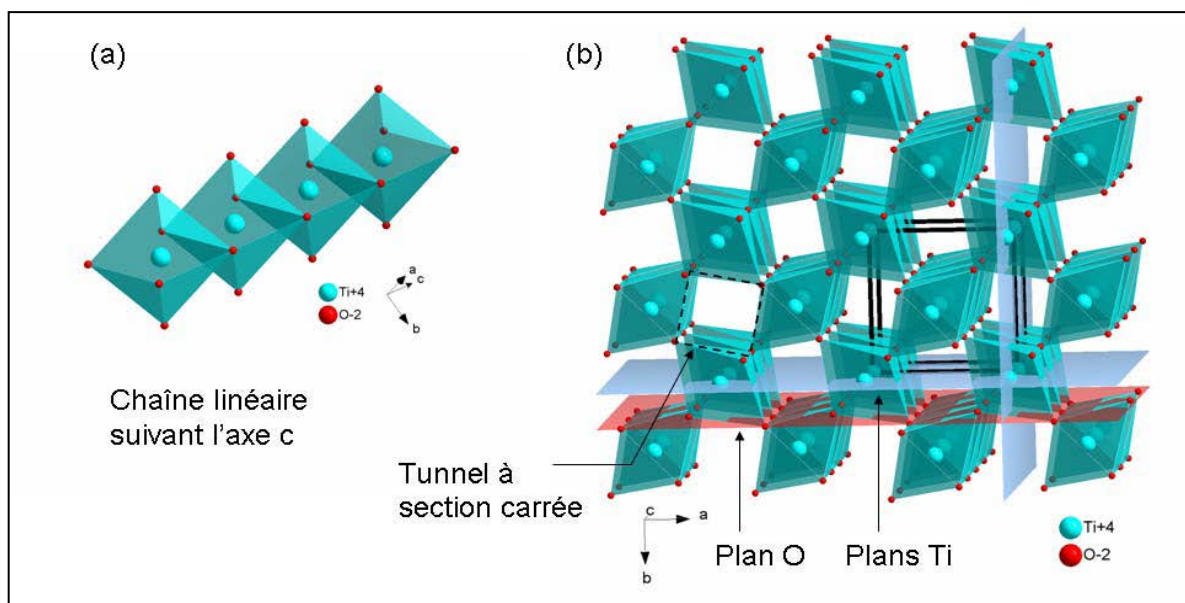 (a)
Ti+4
O-2
a
c
b
Chaîne linéaire
suivant l'axe c
(b)
Tunnel à
section carrée
c
a
b
Plan O
Plans Ti
Ti+4
O-2